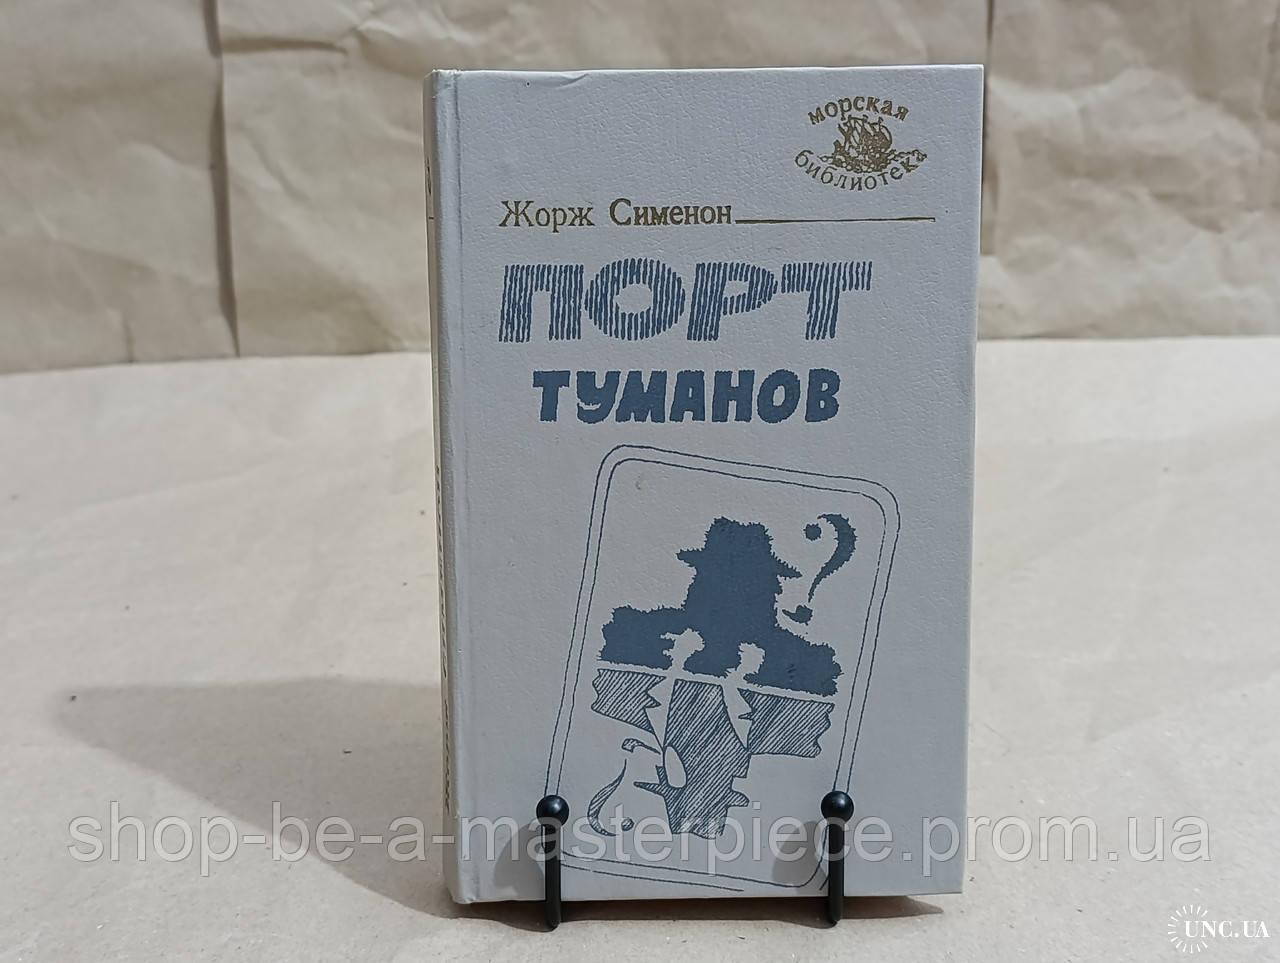 морская
библиотека
Жорж Сименон
ПОРТ
ТУМАНОВ
shop-be-a-masterpiece.prom.ua
UNC.UA